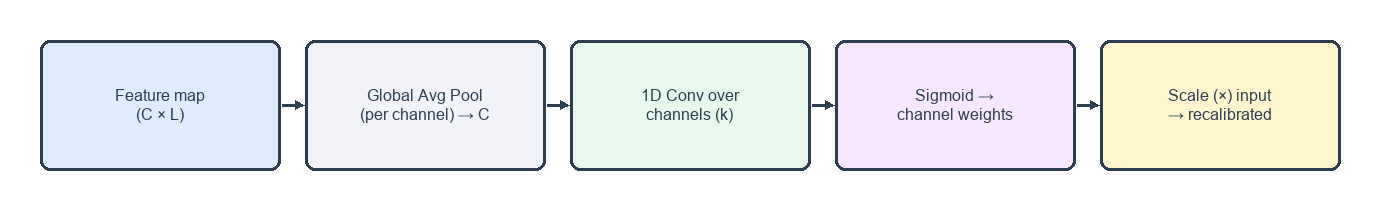 Feature map
(C × L)
Global Avg Pool
(per channel) → C
1D Conv over
channels (k)
Sigmoid →
channel weights
Scale (×) input
→ recalibrated